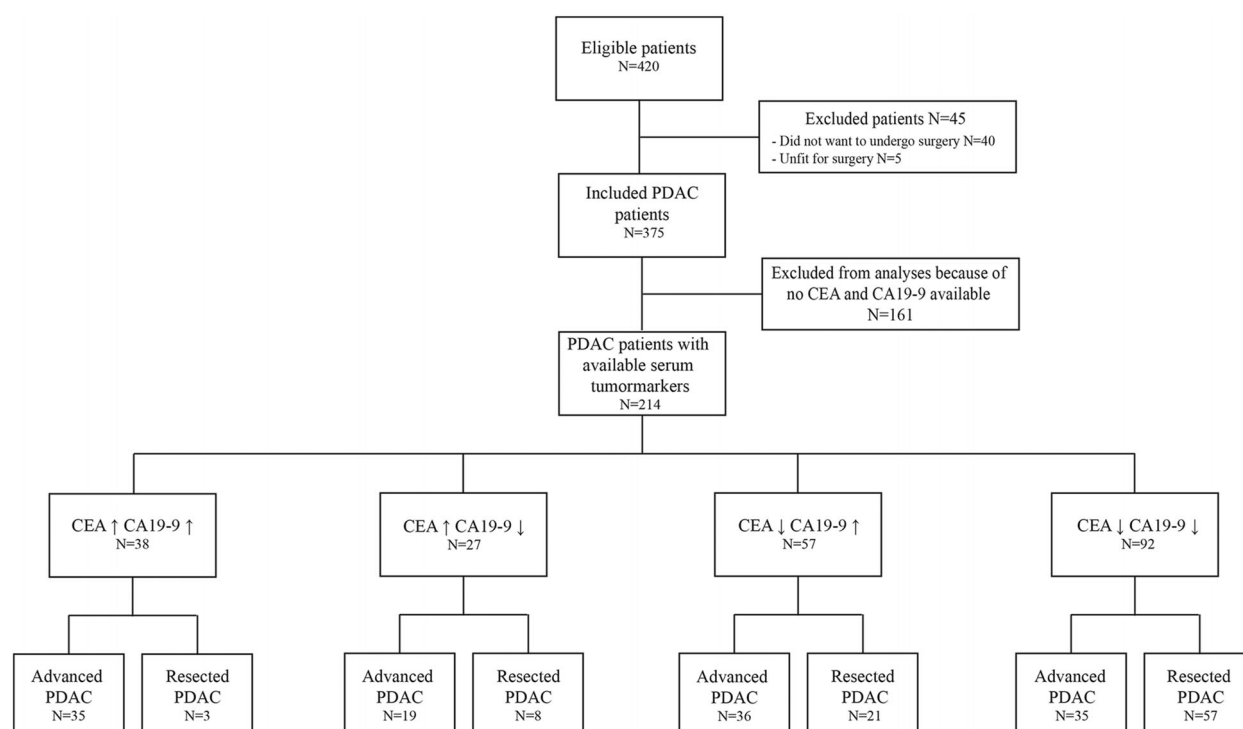 Eligible patients
N=420
Excluded patients N=45
- Did not want to undergo surgery N=40
- Unfit for surgery N=5
Included PDAC
patients
N=375
Excluded from analyses because of
no CEA and CA19-9 available
N=161
PDAC patients with
available serum
tumormarkers
N=214
CEA ↑ CA19-9 ↑
N=38
CEA ↑ CA19-9 ↓
N=27
CEA ↓ CA19-9 ↑
N=57
CEA ↓ CA19-9 ↓
N=92
Advanced
PDAC
N=35
Resected
PDAC
N=3
Advanced
PDAC
N=19
Resected
PDAC
N=8
Advanced
PDAC
N=36
Resected
PDAC
N=21
Advanced
PDAC
N=35
Resected
PDAC
N=57